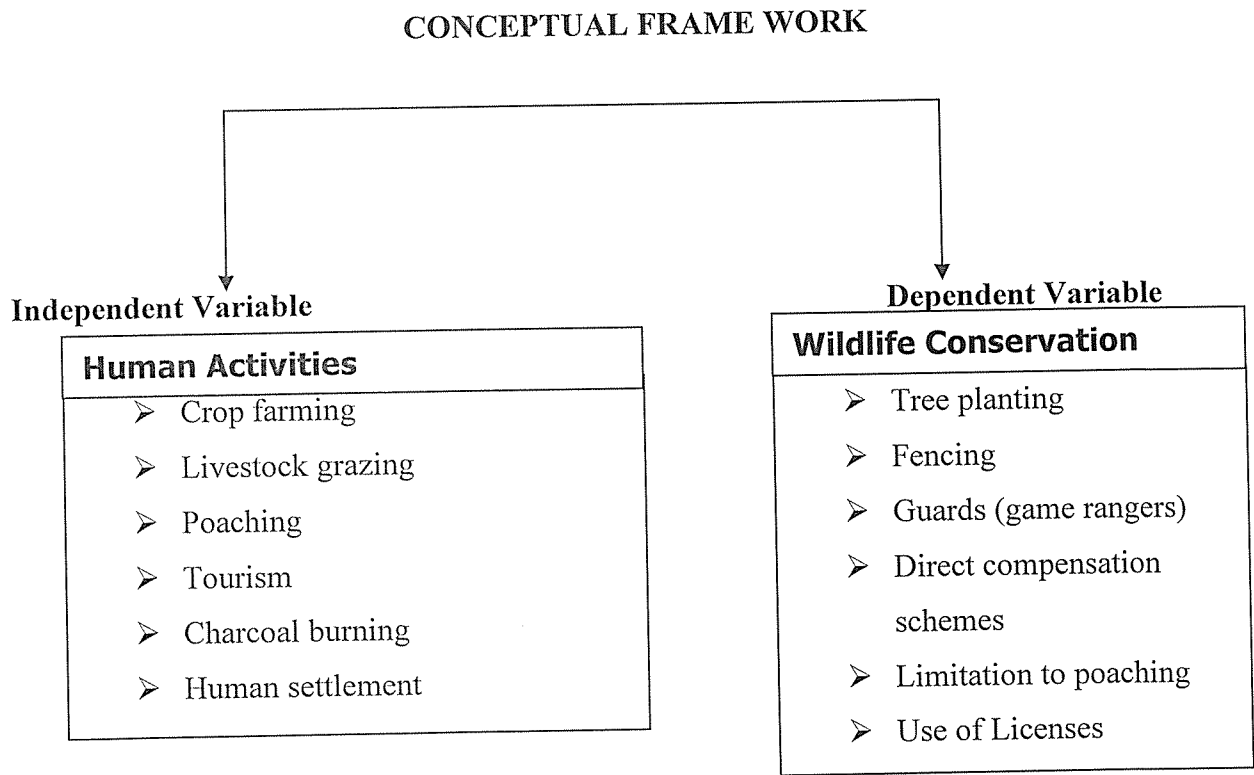 CONCEPTUAL FRAME WORK
Independent Variable
Human Activities
➢ Crop farming
➢ Livestock grazing
➢ Poaching
➢ Tourism
➢ Charcoal burning
➢ Human settlement
Dependent Variable
Wildlife Conservation
➢ Tree planting
➢ Fencing
➢ Guards (game rangers)
➢ Direct compensation
schemes
➢ Limitation to poaching
➢ Use of Licenses